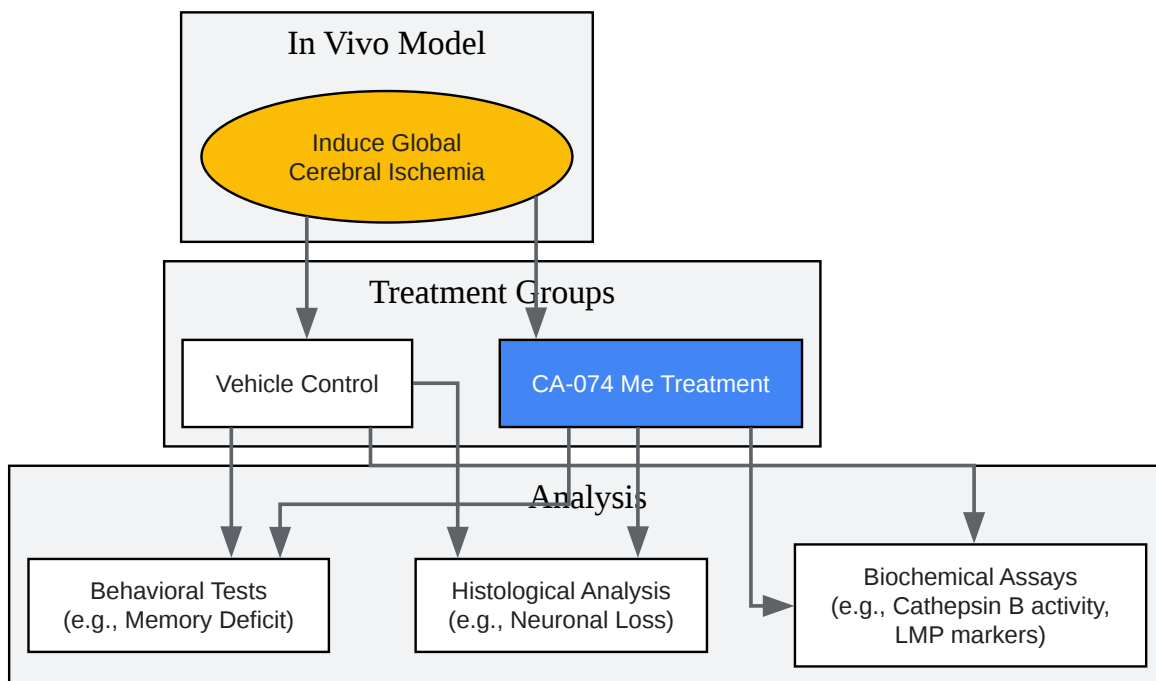 In Vivo Model
Induce Global
Cerebral Ischemia
Treatment Groups
Vehicle Control
CA-074 Me Treatment
Analysis
Behavioral Tests
(e.g., Memory Deficit)
Histological Analysis
(e.g., Neuronal Loss)
Biochemical Assays
(e.g., Cathepsin B activity,
LMP markers)